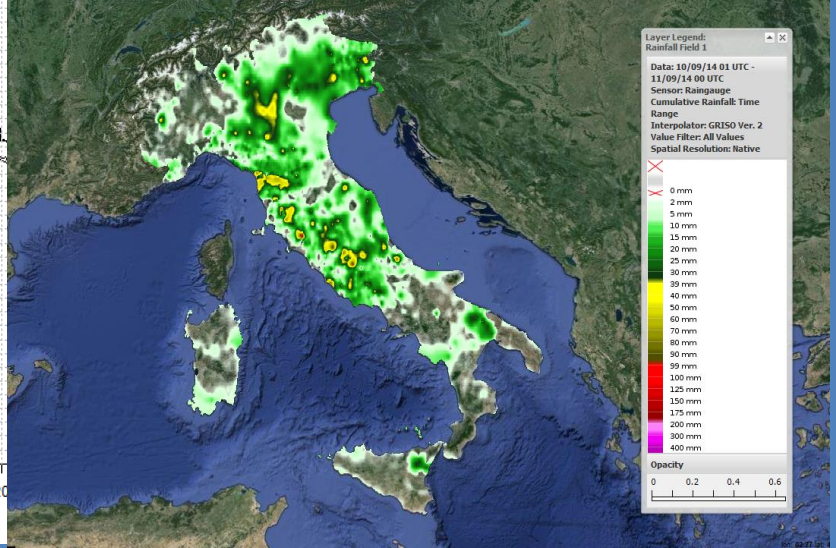 Layer Legend:
Rainfall Field 1
Data: 10/09/14 01 UTC -
11/09/14 00 UTC
Sensor: Raingauge
Cumulative Rainfall: Time
Range
Interpolator: GRISO Ver. 2
Value Filter: All Values
Spatial Resolution: Native
0 mm
2 mm
5 mm
10 mm
15 mm
20 mm
25 mm
30 mm
39 mm
40 mm
50 mm
60 mm
70 mm
80 mm
90 mm
99 mm
100 mm
125 mm
150 mm
175 mm
200 mm
300 mm
400 mm
Opacity
0 0.2 0.4 0.6